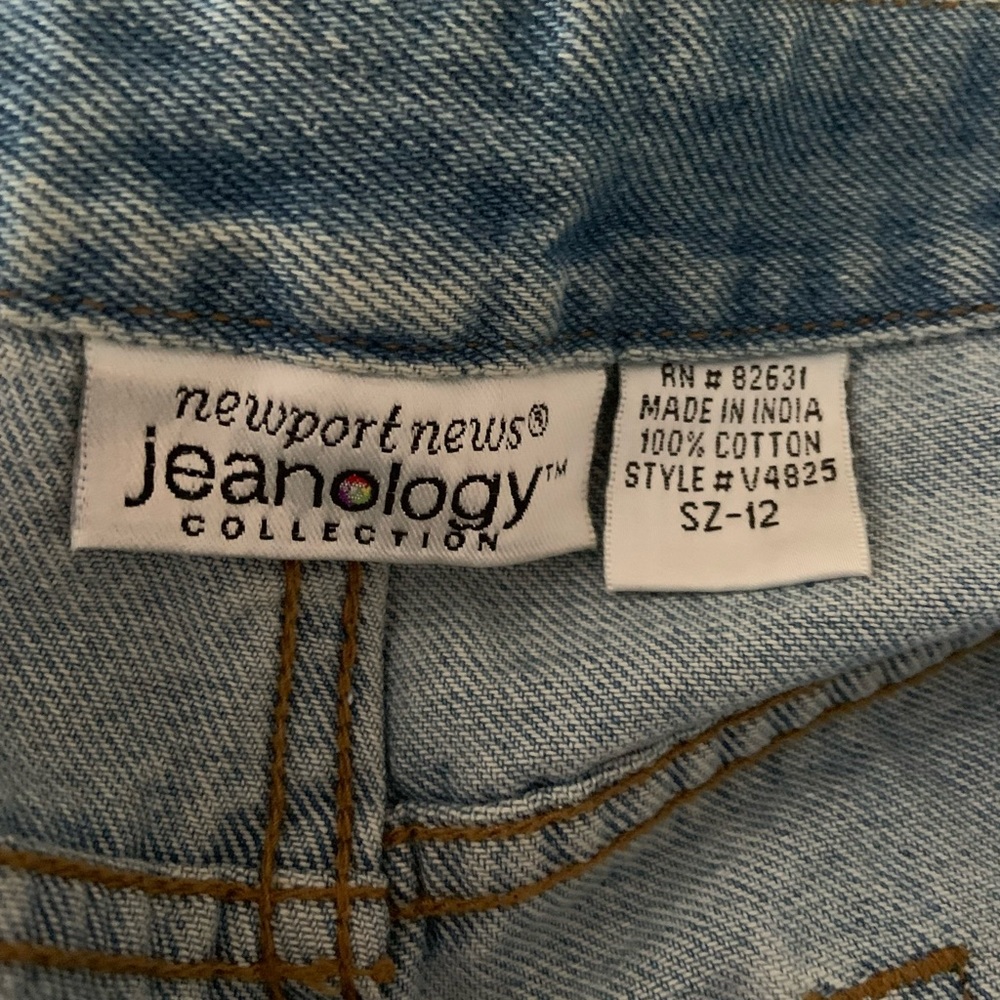 newport news®
jeanology™
COLLECTION
RN # 82631
MADE IN INDIA
100% COTTON
STYLE # V4825
SZ-12